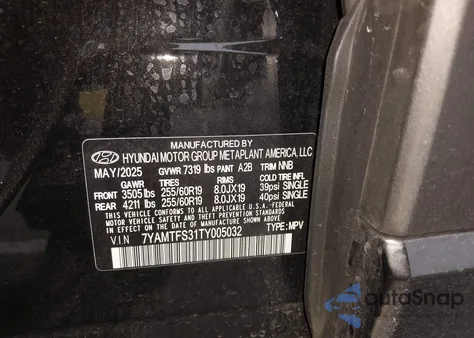 MANUFACTURED BY
HYUNDAI MOTOR GROUP METAPLANT AMERICA, LLC
MAY/2025 GVWR 7319 lbs PAINT A2B TRIM NNB
GAWR TIRES RIMS COLD TIRE INFL
FRONT 3505 lbs 255/60R19 8.0JX19 39psi SINGLE
REAR 4211 lbs 255/60R19 8.0JX19 40psi SINGLE
THIS VEHICLE CONFORMS TO ALL APPLICABLE U.S.A. FEDERAL
MOTOR VEHICLE SAFETY STANDARDS IN EFFECT ON THE DATE
OF MANUFACTURE SHOWN ABOVE.
VIN 7YAMTFS31TY005032 TYPE: MPV
autoSnap